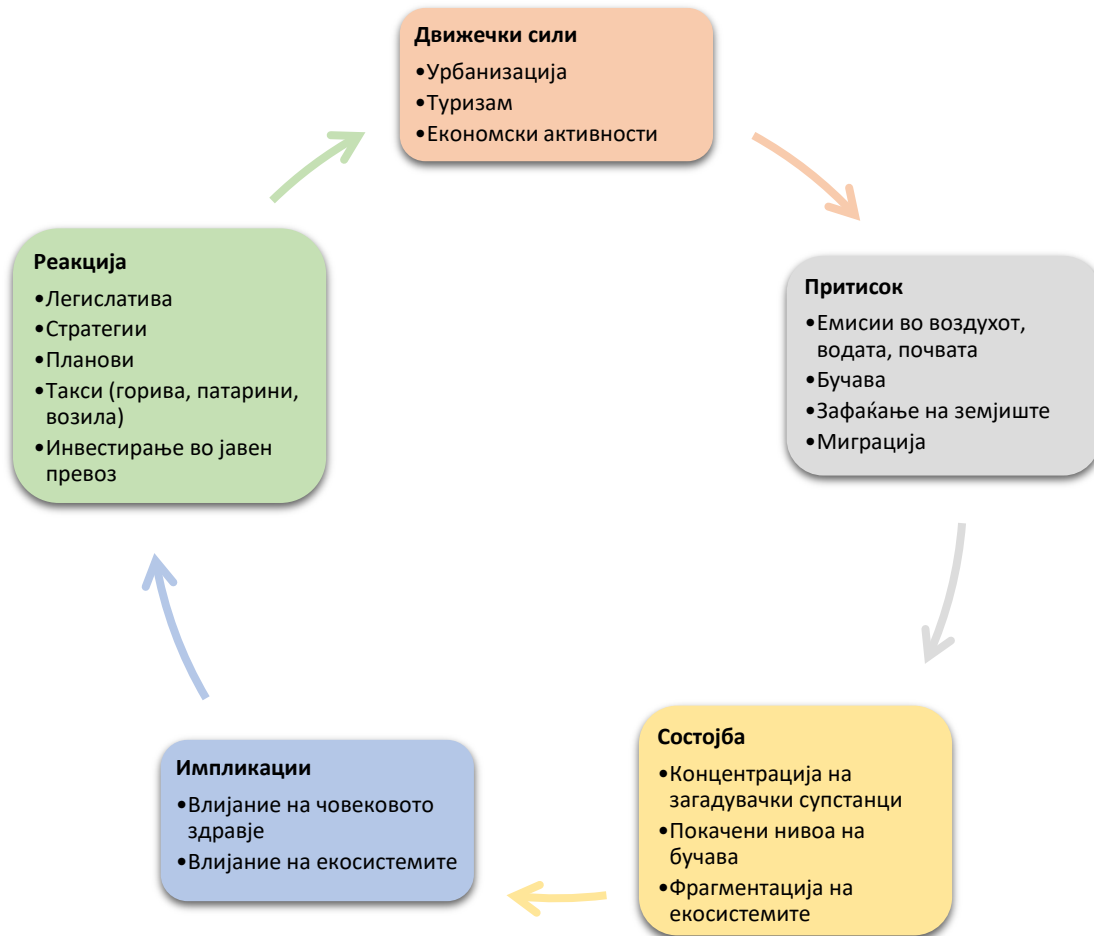 Движечки сили
•Урбанизација
•Туризам
•Економски активности
Притисок
•Емисии во воздухот,
водата, почвата
•Бучава
•Зафаќање на земјиште
•Миграција
Состојба
•Концентрација на
загадувачки супстанци
•Покачени нивоа на
бучава
•Фрагментација на
екосистемите
Импликации
•Влијание на човековото
здравје
•Влијание на екосистемите
Реакција
•Легислатива
•Стратегии
•Планови
•Такси (горива, патарини,
возила)
•Инвестирање во јавен
превоз